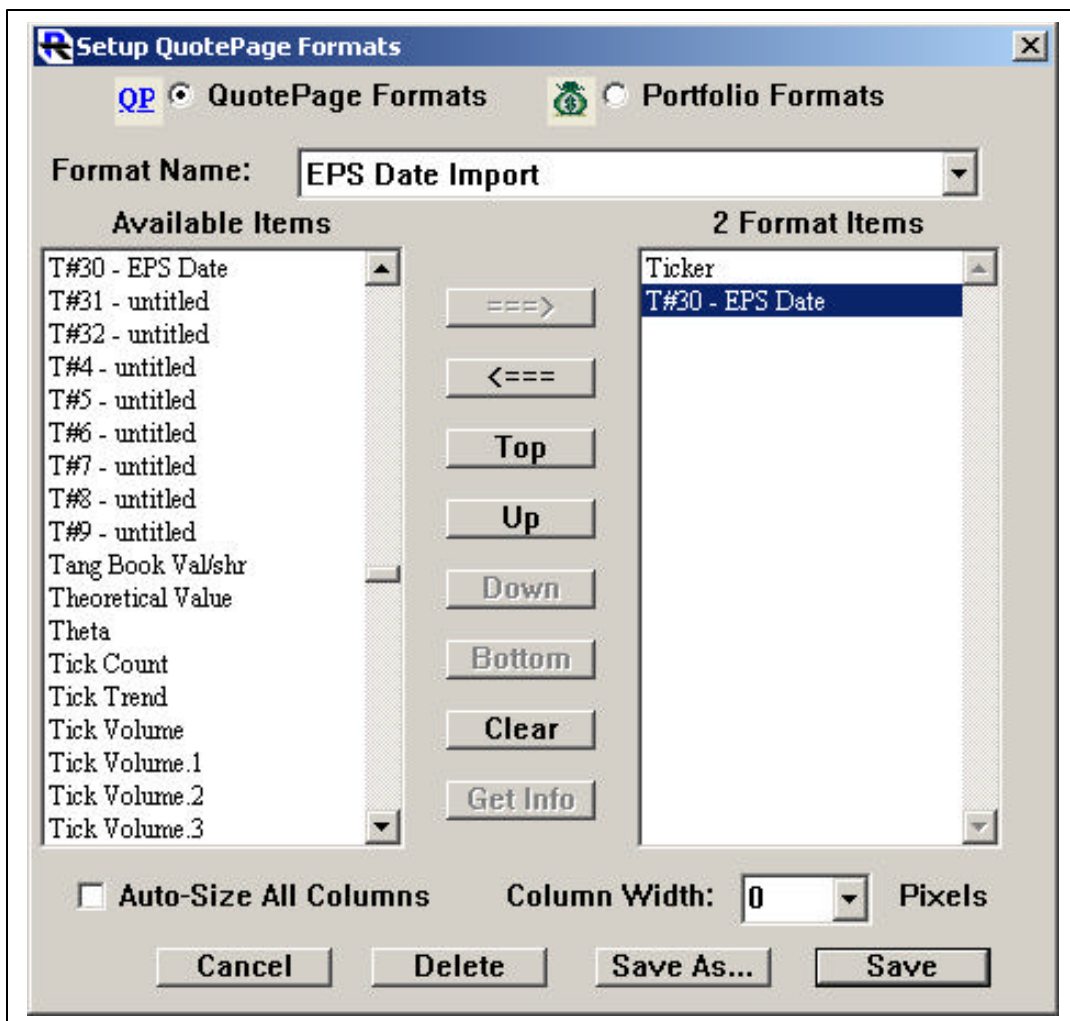 Setup QuotePage Formats
QP QuotePage Formats $ Portfolio Formats
Format Name: EPS Date Import
Available Items 2 Format Items
T#30 - EPS Date
T#31 - untitled
T#32 - untitled
T#4 - untitled
T#5 - untitled
T#6 - untitled
T#7 - untitled
T#8 - untitled
T#9 - untitled
Tang Book Val/shr
Theoretical Value
Theta
Tick Count
Tick Trend
Tick Volume
Tick Volume.1
Tick Volume.2
Tick Volume.3
===>
<===
Top
Up
Down
Bottom
Clear
Get Info
Ticker
T#30 - EPS Date
Auto-Size All Columns Column Width: 0 Pixels
Cancel Delete Save As... Save